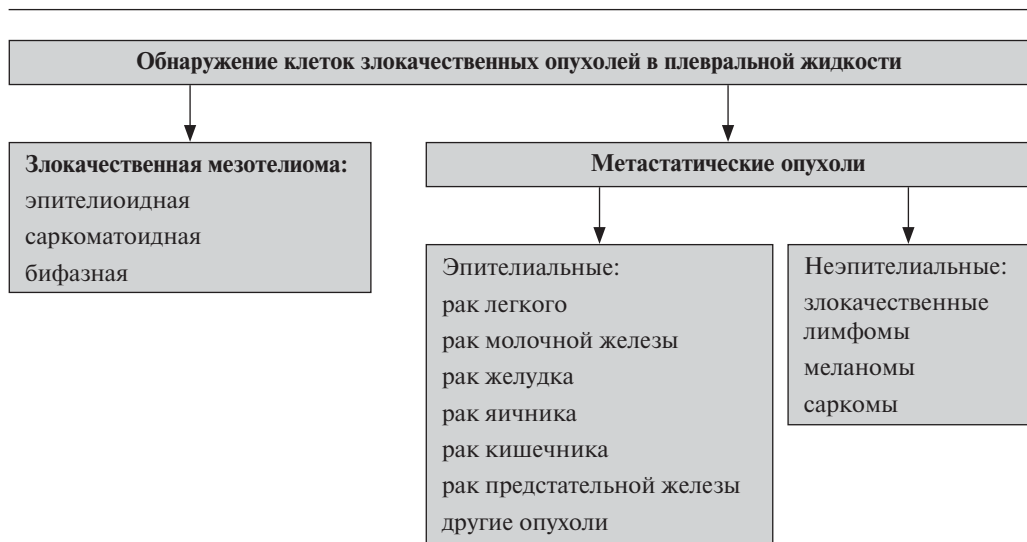 Обнаружение клеток злокачественных опухолей в плевральной жидкости
Злокачественная мезотелиома:
эпителиоидная
саркоматоидная
бифазная
Метастатические опухоли
Эпителиальные:
рак легкого
рак молочной железы
рак желудка
рак яичника
рак кишечника
рак предстательной железы
другие опухоли
Неэпителиальные:
злокачественные
лимфомы
меланомы
саркомы